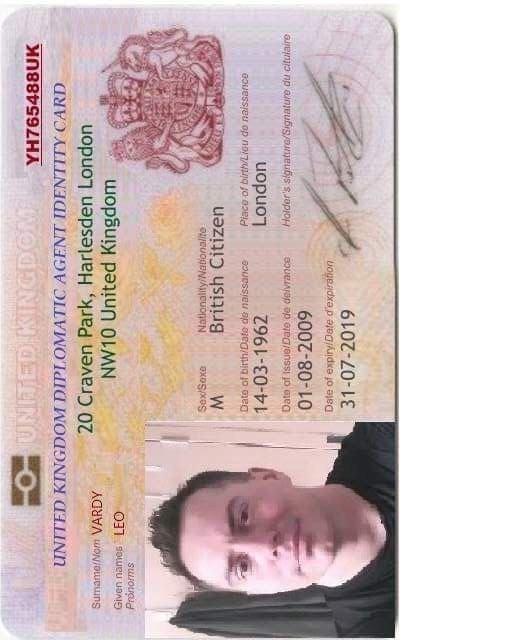 UNITED KINGDOM
YH765488UK
UNITED KINGDOM DIPLOMATIC AGENT IDENTITY CARD
20 Craven Park, Harlesden London
NW10 United Kingdom
Surname/Nom VARDY
Given names LEO
Prénorms
Sex/Sexe Nationality/Nationalite
M British Citizen
Date of birth/Date de naissance Place of birth/Lieu de naissance
14-03-1962 London
Date of Issue/Date de deivrance Holder's signature/Signature du citulaire
01-08-2009
Date of expiry/Date d'expiration
31-07-2019